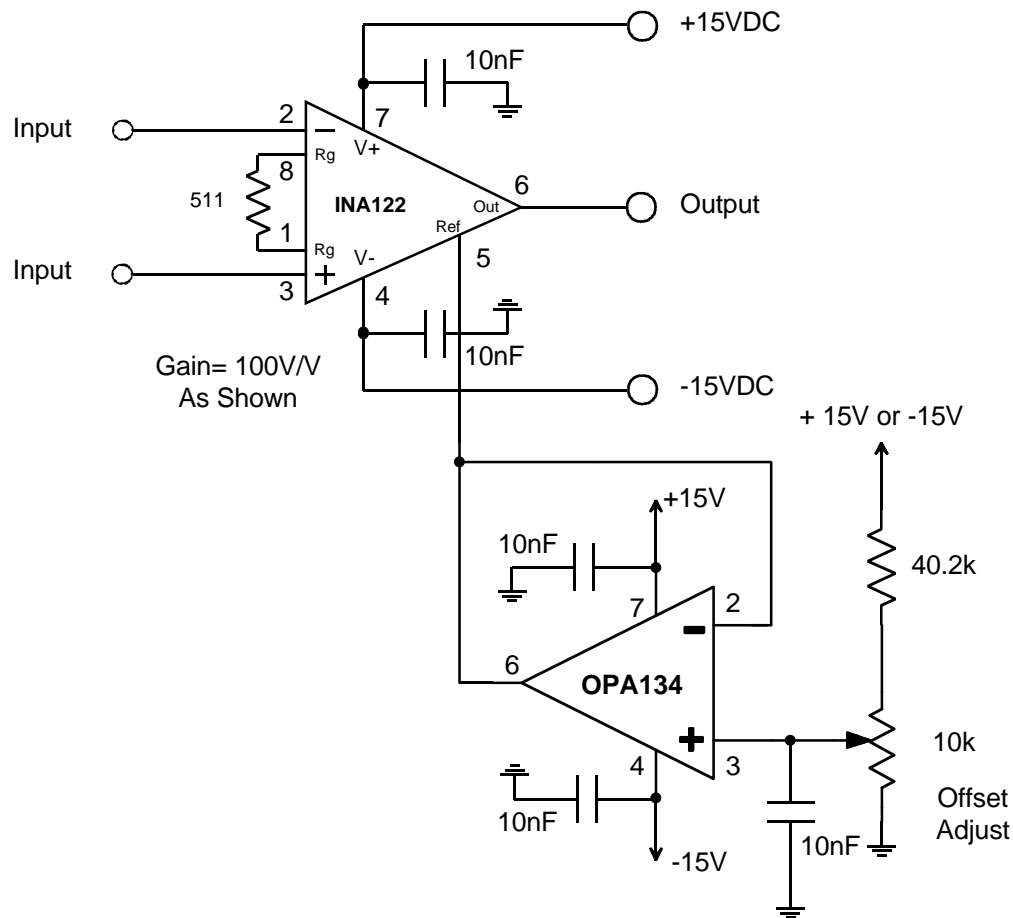 +15VDC
10nF
2
7
Input
−
V+
Rg
8
6
511
INA122
Out
Output
1
Ref
Rg
V-
5
Input
+
3
4
10nF
Gain= 100V/V
As Shown
-15VDC
+ 15V or -15V
+15V
10nF
40.2k
7
2
-
6
OPA134
+
10k
4
3
10nF
Offset
Adjust
10nF
-15V